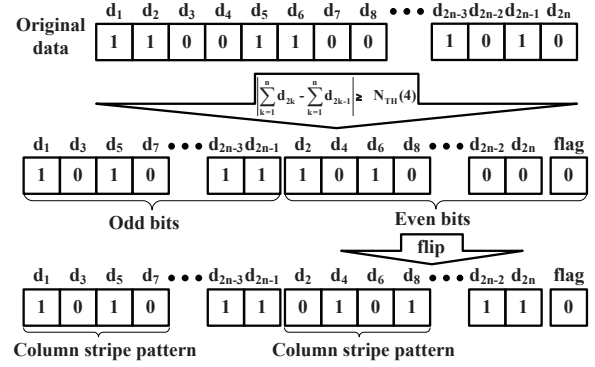 d1 d2 d3 d4 d5 d6 d7 d8 ••• d2n-3 d2n-2 d2n-1 d2n
Original data
1 1 0 0 1 1 0 0 1 0 1 0
|∑(k=1 to n) d2k - ∑(k=1 to n) d2k-1| ≥ NTH(4)
d1 d3 d5 d7 ••• d2n-3 d2n-1 d2 d4 d6 d8 ••• d2n-2 d2n flag
1 0 1 0 1 1 1 0 1 0 0 0 0
Odd bits
Even bits
flip
d1 d3 d5 d7 ••• d2n-3 d2n-1 d2 d4 d6 d8 ••• d2n-2 d2n flag
1 0 1 0 1 1 0 1 0 1 1 1 0
Column stripe pattern
Column stripe pattern